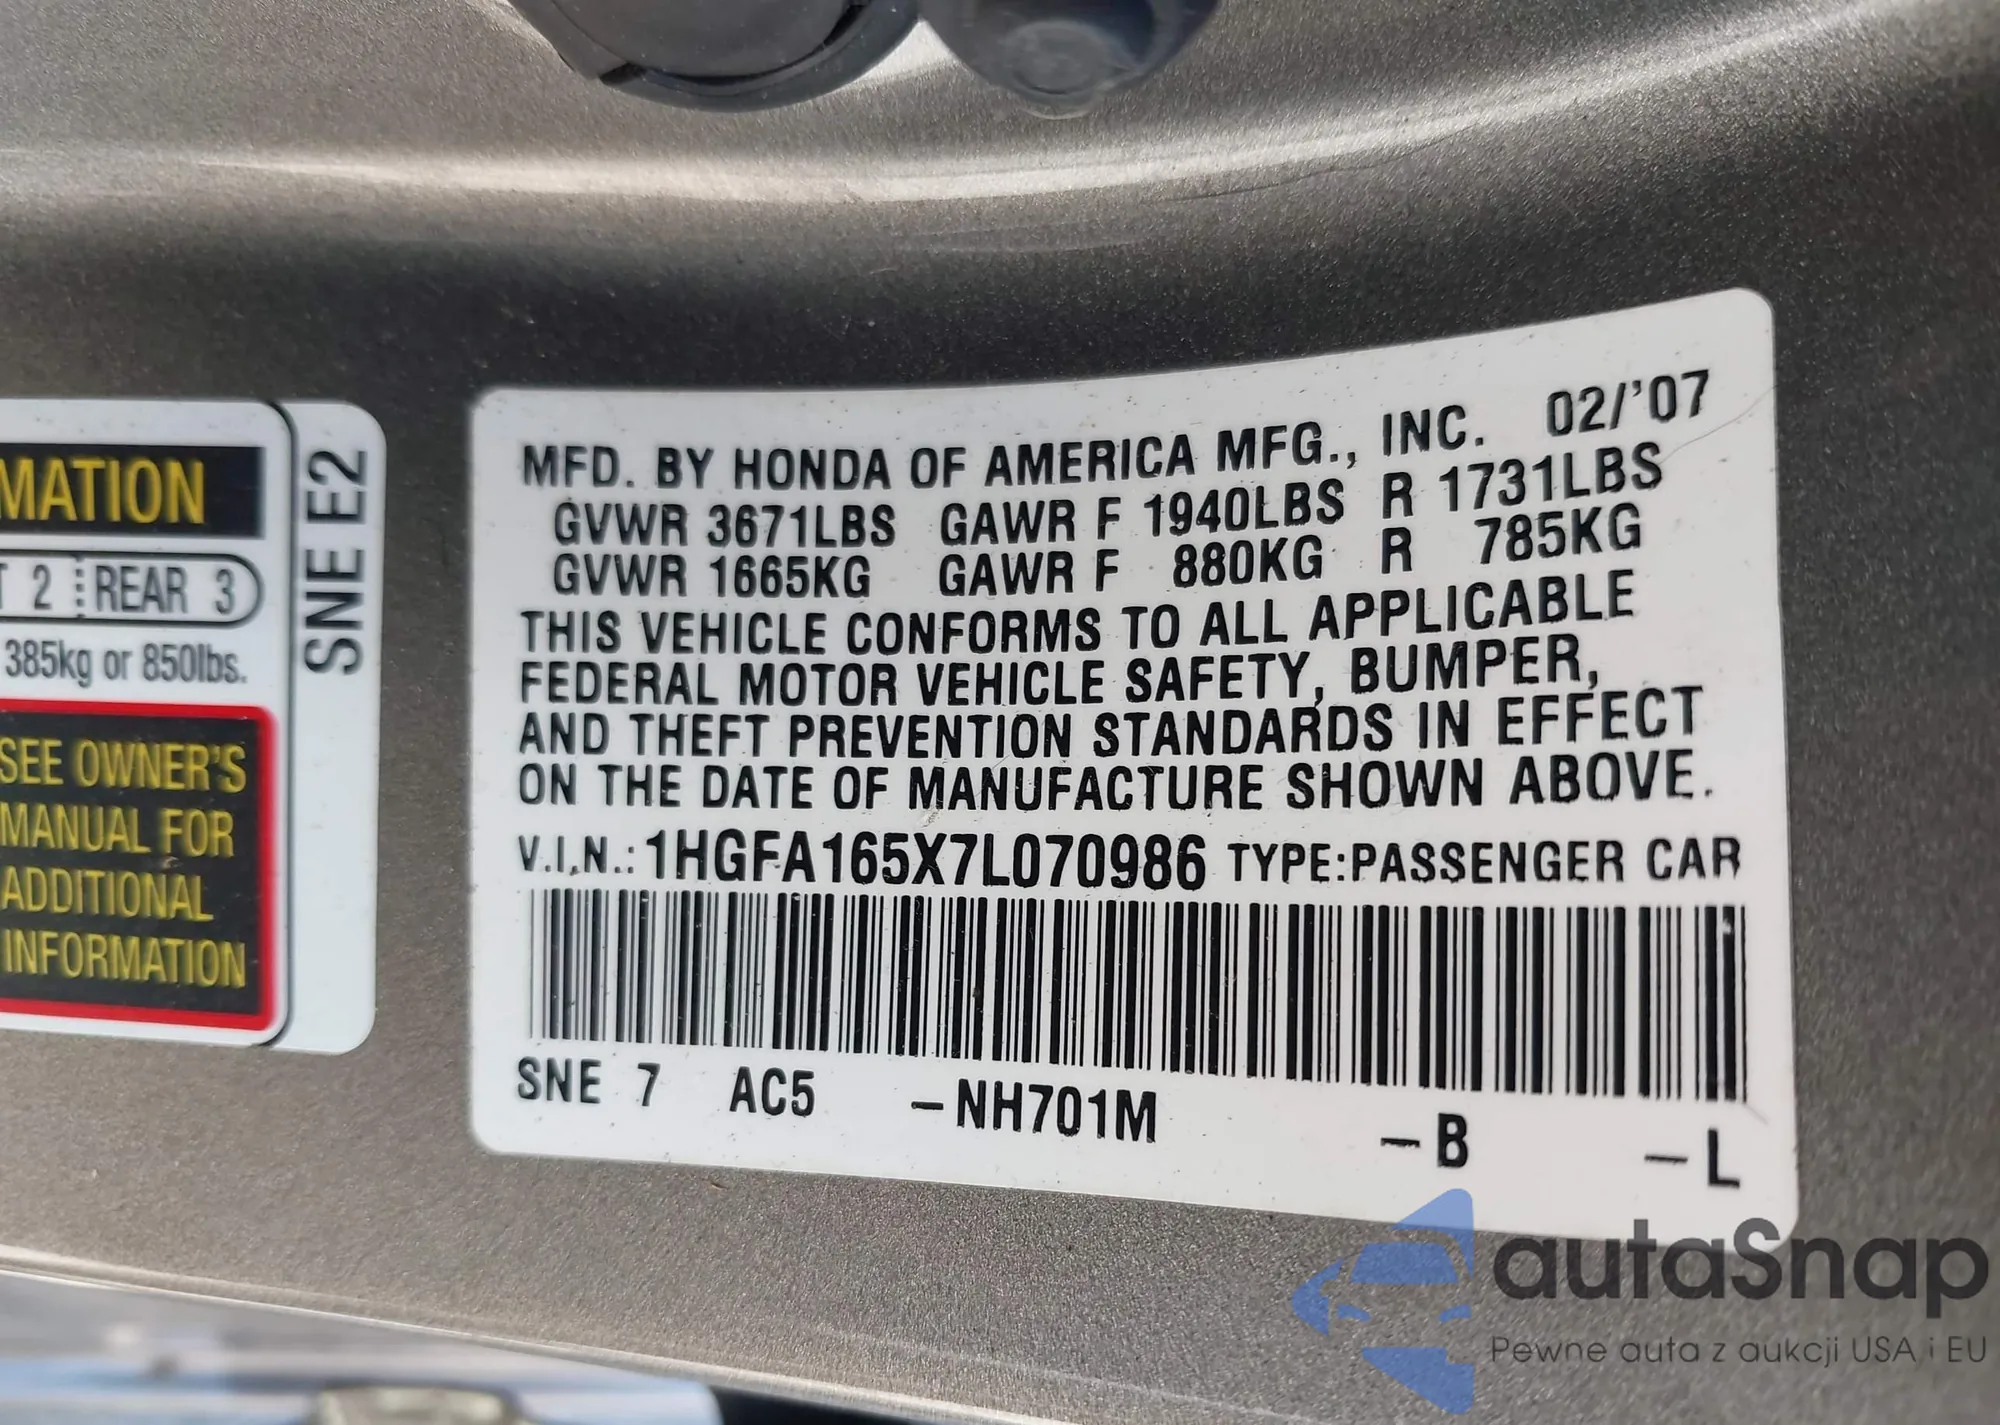 MATION
T 2 REAR 3
385kg or 850lbs.
SEE OWNER'S
MANUAL FOR
ADDITIONAL
INFORMATION
SNE E2
MFD. BY HONDA OF AMERICA MFG., INC. 02/'07
GVWR 3671LBS GAWR F 1940LBS R 1731LBS
GVWR 1665KG GAWR F 880KG R 785KG
THIS VEHICLE CONFORMS TO ALL APPLICABLE
FEDERAL MOTOR VEHICLE SAFETY, BUMPER,
AND THEFT PREVENTION STANDARDS IN EFFECT
ON THE DATE OF MANUFACTURE SHOWN ABOVE.
V.I.N.: 1HGFA165X7L070986 TYPE:PASSENGER CAR
SNE 7 AC5 -NH701M -B -L
autaSnap
Pewne auta z aukcji USA i EU